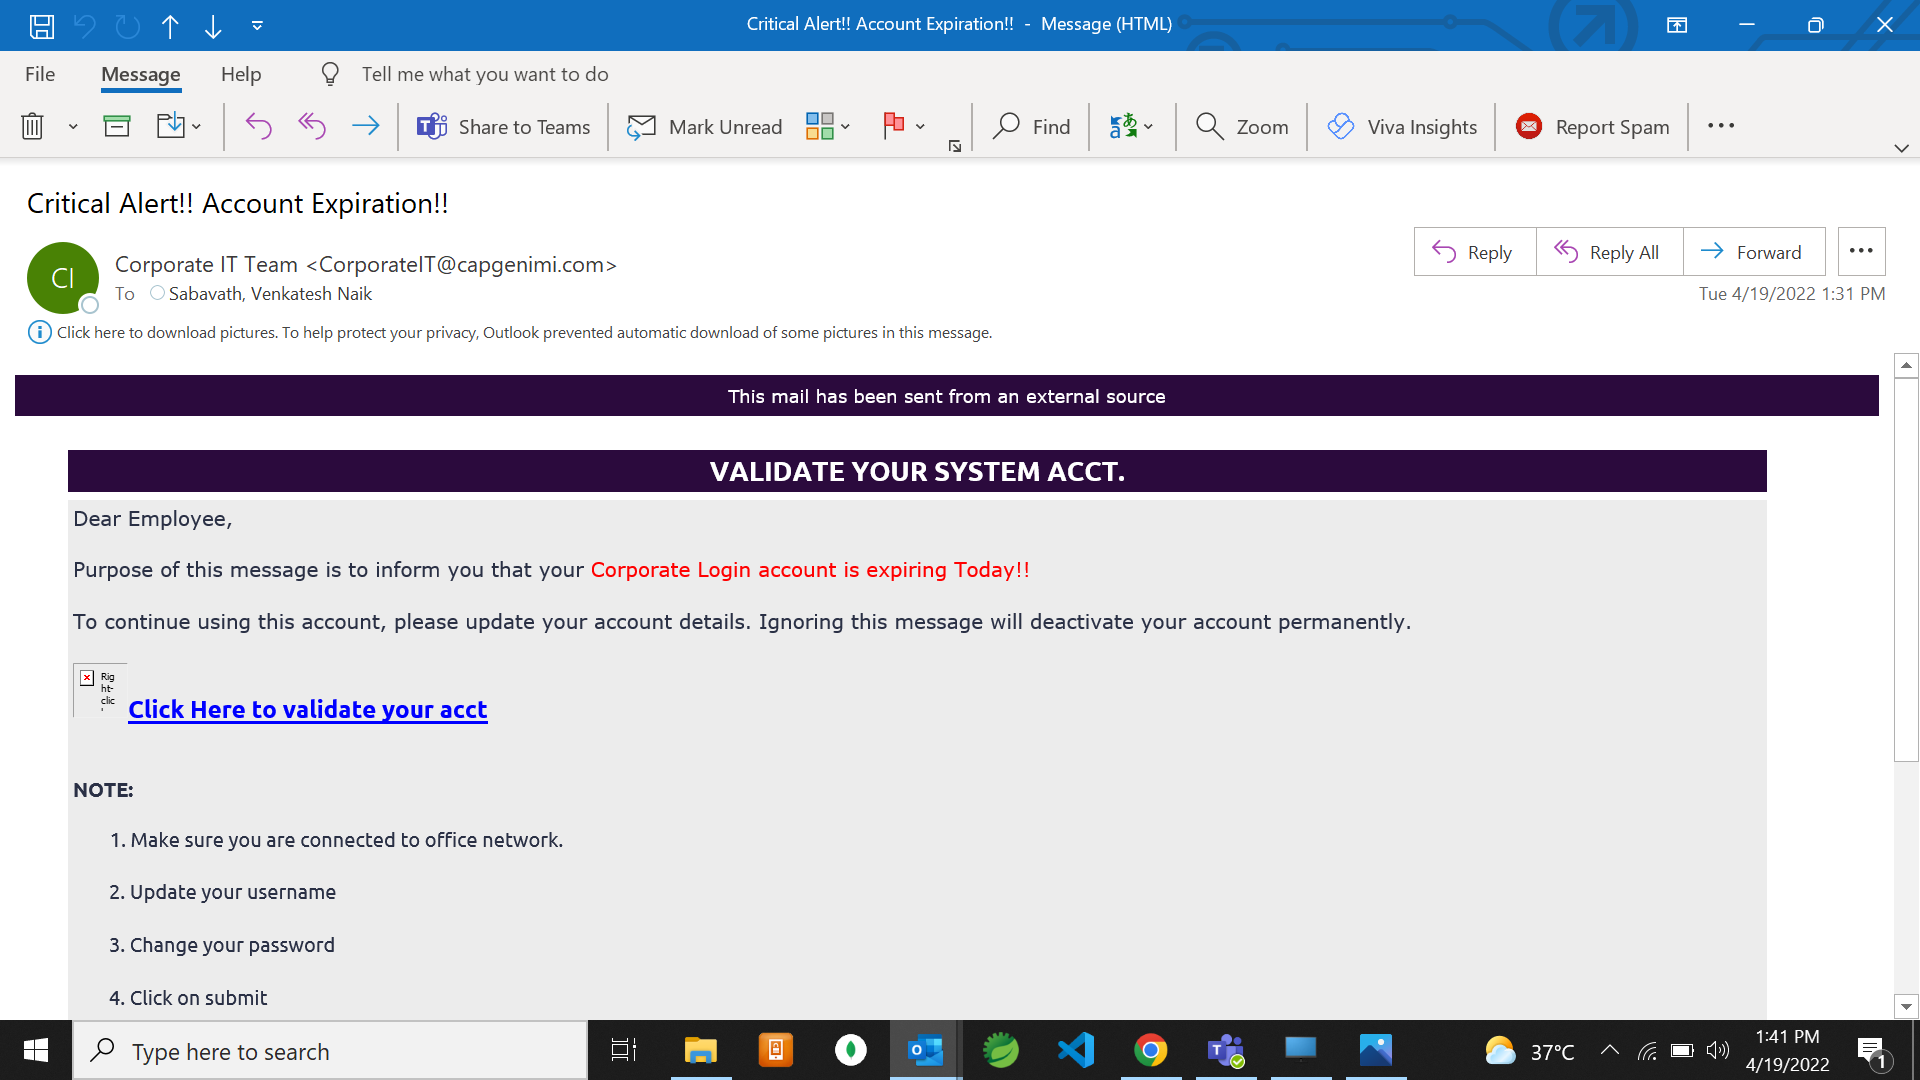 Critical Alert!! Account Expiration!! - Message (HTML)
File Message Help Tell me what you want to do
Share to Teams Mark Unread Find Zoom Viva Insights Report Spam
Critical Alert!! Account Expiration!!
CI
Corporate IT Team <CorporateIT@capgenimi.com>
To Sabavath, Venkatesh Naik
Reply Reply All Forward
Tue 4/19/2022 1:31 PM
Click here to download pictures. To help protect your privacy, Outlook prevented automatic download of some pictures in this message.
This mail has been sent from an external source
VALIDATE YOUR SYSTEM ACCT.
Dear Employee,
Purpose of this message is to inform you that your Corporate Login account is expiring Today!!
To continue using this account, please update your account details. Ignoring this message will deactivate your account permanently.
Rig
ht-
clic
Click Here to validate your acct
NOTE:
1. Make sure you are connected to office network.
2. Update your username
3. Change your password
4. Click on submit
Type here to search
37°C
1:41 PM
4/19/2022
1